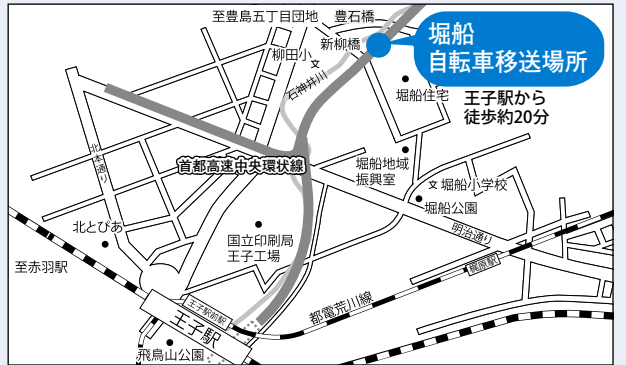 至豊島五丁目団地
豊石橋
新柳橋
柳田小
石神井川
堀船
自転車移送場所
王子駅から
徒歩約20分
堀船住宅
北本通り
首都高速中央環状線
堀船地域
振興室
堀船小学校
堀船公園
明治通り
北とぴあ
国立印刷局
王子工場
至赤羽駅
梶原駅
都電荒川線
王子駅前駅
王子駅
飛鳥山公園